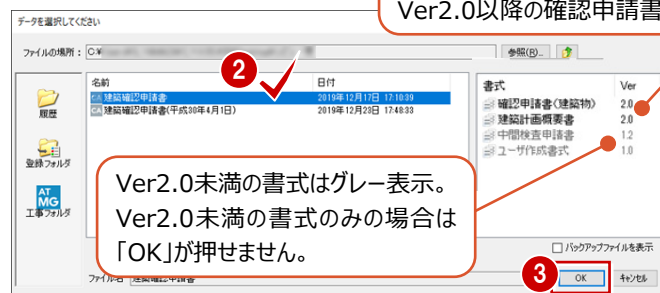 Ver2.0以降の確認申請書
データを選択してください
ファイルの場所： C:¥
参照(R)...
2
名前 日付
建築確認申請書 2019年12月17日 17:10:39
建築確認申請書(平成30年4月1日) 2019年12月23日 17:48:33
書式 Ver
確認申請書(建築物) 2.0
建築計画概要書 2.0
中間検査申請書 1.2
ユーザ作成書式 1.0
履歴
登録フォルダ
AT
MG
工事フォルダ
Ver2.0未満の書式はグレー表示。
Ver2.0未満の書式のみの場合は
「OK」が押せません。
バックアップファイルを表示
ファイル名 建築確認申請書
3
OK キャンセル